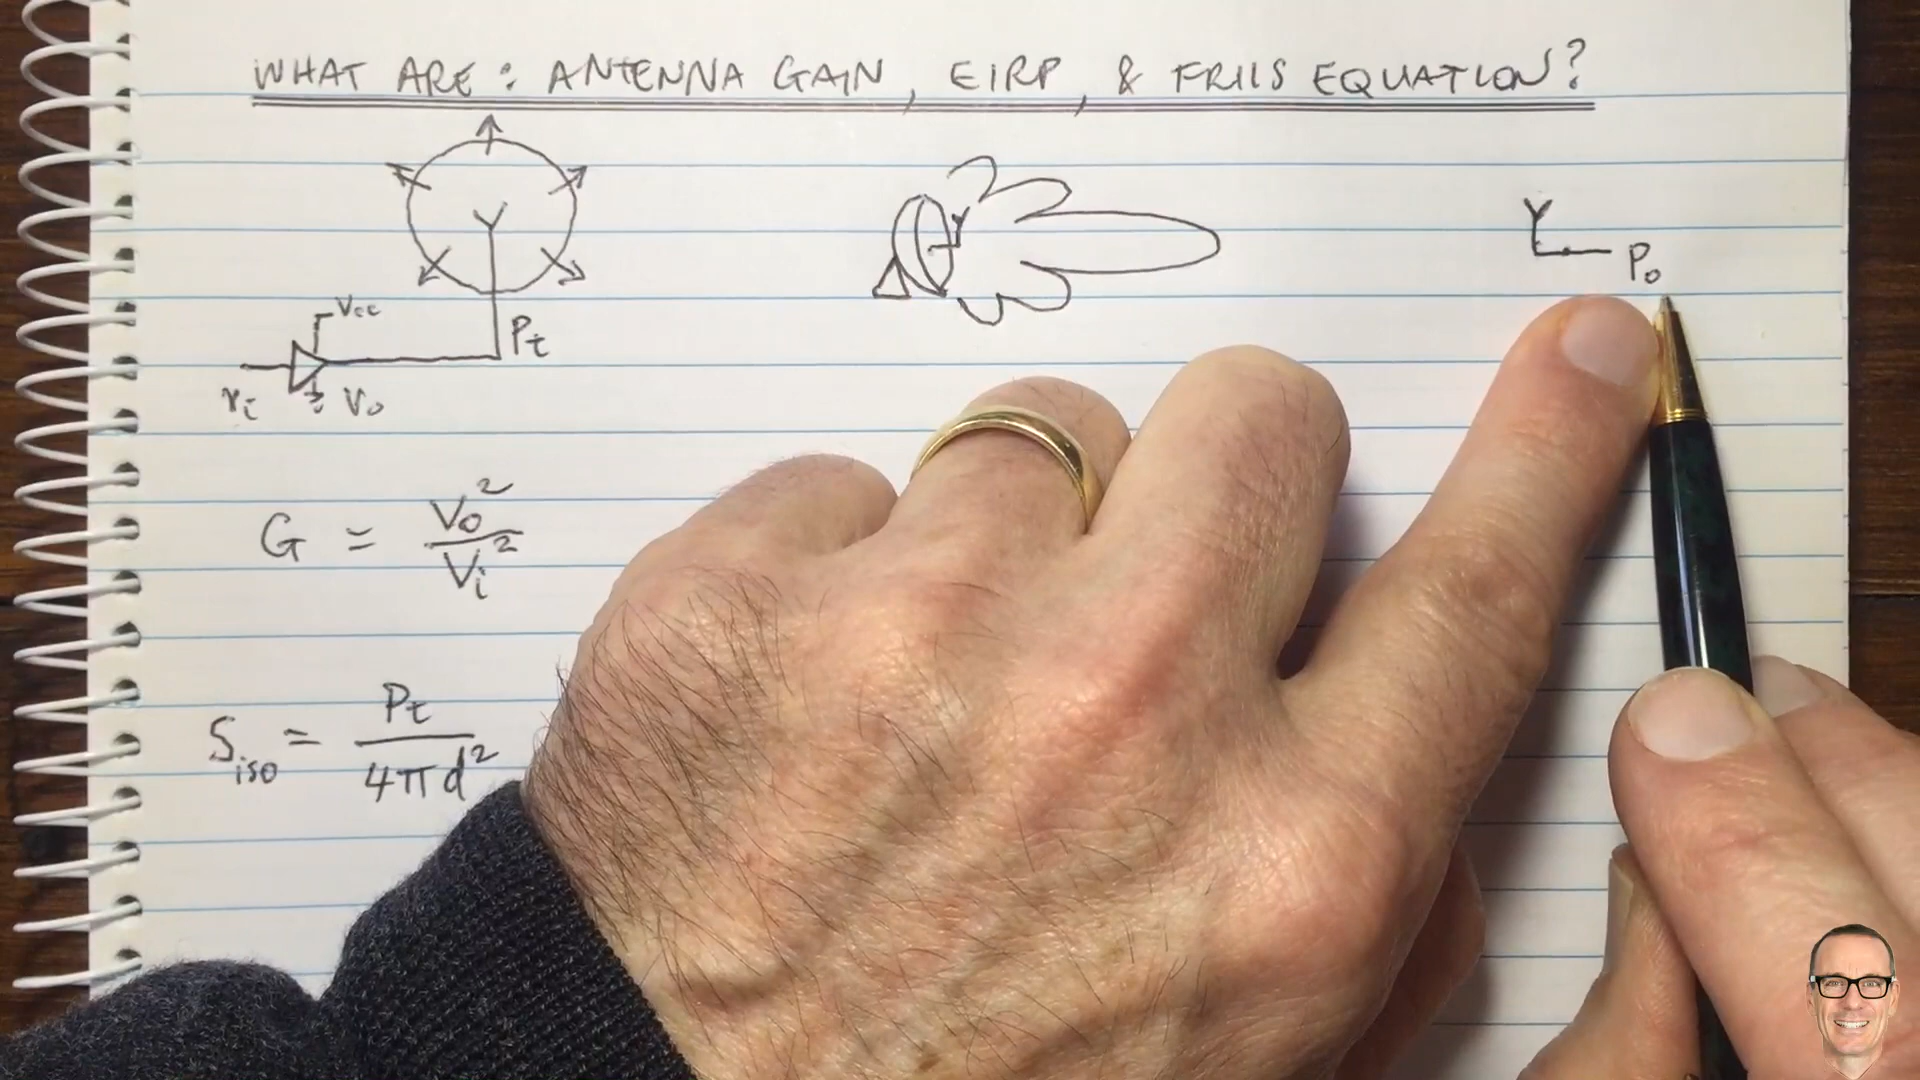 WHAT ARE: ANTENNA GAIN, EIRP, & FRIIS EQUATION?
Po
Vcc
Pt
Vi
Vo
G = Vo² / Vi²
Siso = Pt / 4πd²